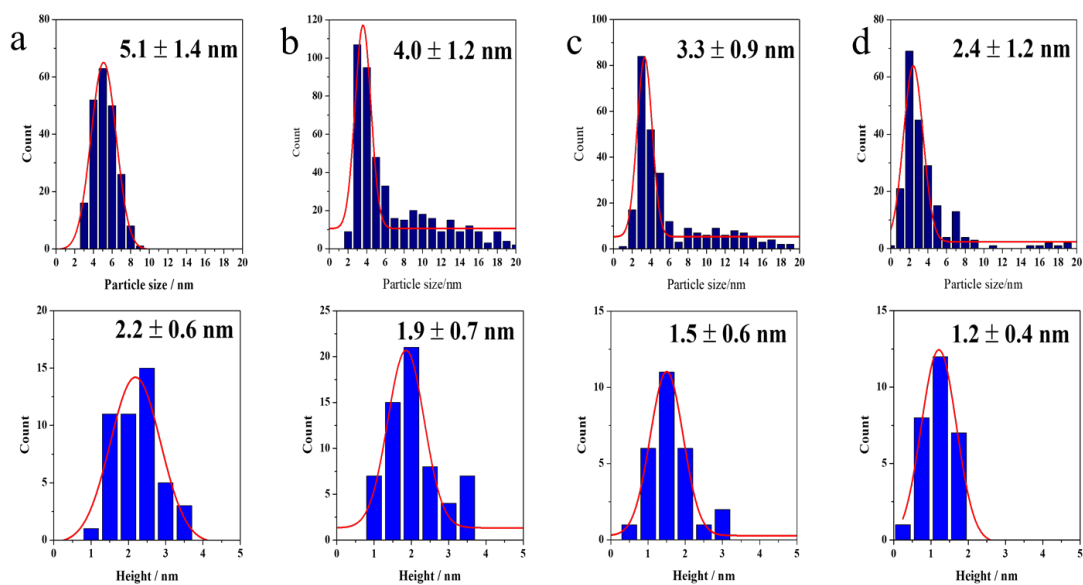 a
5.1 ± 1.4 nm
80
60
40
20
0
Count
0 2 4 6 8 10 12 14 16 18 20
Particle size / nm
b
4.0 ± 1.2 nm
120
100
80
60
40
20
0
Count
0 2 4 6 8 10 12 14 16 18 20
Particle size/nm
c
3.3 ± 0.9 nm
100
80
60
40
20
0
Count
0 2 4 6 8 10 12 14 16 18 20
Particle size/nm
d
2.4 ± 1.2 nm
80
60
40
20
0
Count
0 2 4 6 8 10 12 14 16 18 20
Particle size/nm
2.2 ± 0.6 nm
20
15
10
5
0
Count
0 1 2 3 4 5
Height / nm
1.9 ± 0.7 nm
25
20
15
10
5
0
Count
0 1 2 3 4 5
Height / nm
1.5 ± 0.6 nm
15
10
5
0
Count
0 1 2 3 4 5
Height / nm
1.2 ± 0.4 nm
15
10
5
0
Count
0 1 2 3 4 5
Height / nm